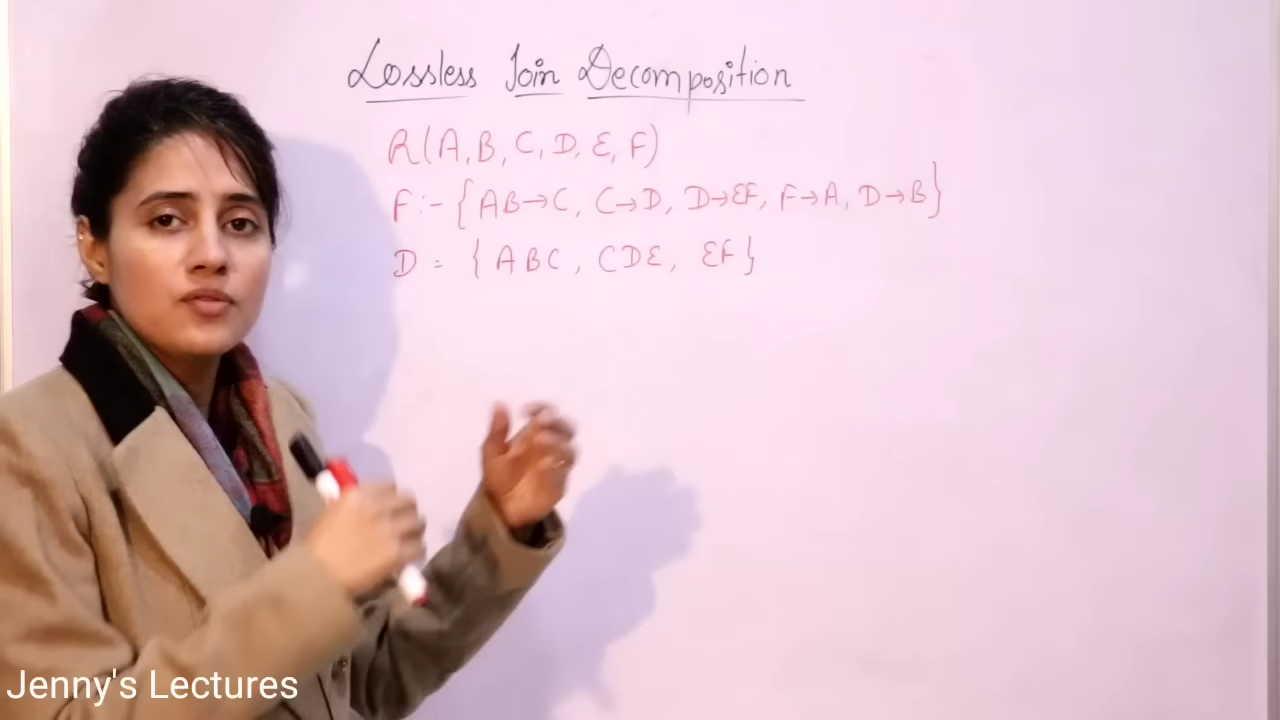 Lossless Join Decomposition
R(A, B, C, D, E, F)
F:- {AB→C, C→D, D→EF, F→A, D→B}
D = {ABC, CDE, EF}
Jenny's Lectures